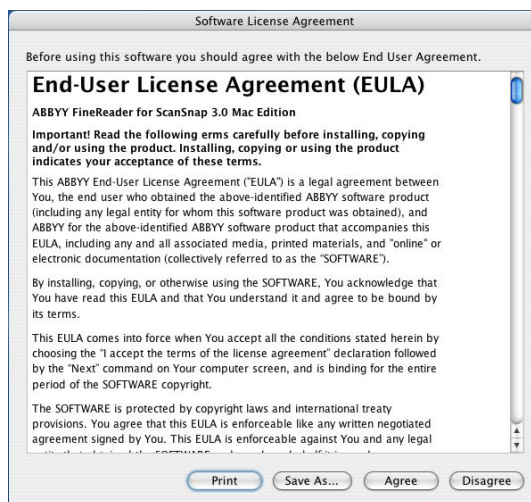 Software License Agreement
Before using this software you should agree with the below End User Agreement.
End-User License Agreement (EULA)
ABBYY FineReader for ScanSnap 3.0 Mac Edition
Important! Read the following erms carefully before installing, copying
and/or using the product. Installing, copying or using the product
indicates your acceptance of these terms.
This ABBYY End-User License Agreement ("EULA") is a legal agreement between
You, the end user who obtained the above-identified ABBYY software product
(including any legal entity for whom this software product was obtained), and
ABBYY for the above-identified ABBYY software product that accompanies this
EULA, including any and all associated media, printed materials, and "online" or
electronic documentation (collectively referred to as the "SOFTWARE").
By installing, copying, or otherwise using the SOFTWARE, You acknowledge that
You have read this EULA and that You understand it and agree to be bound by
its terms.
This EULA comes into force when You accept all the conditions stated herein by
choosing the "I accept the terms of the license agreement" declaration followed
by the "Next" command on Your computer screen, and is binding for the entire
period of the SOFTWARE copyright.
The SOFTWARE is protected by copyright laws and international treaty
provisions. You agree that this EULA is enforceable like any written negotiated
agreement signed by You. This EULA is enforceable against You and any legal
Print Save As... Agree Disagree